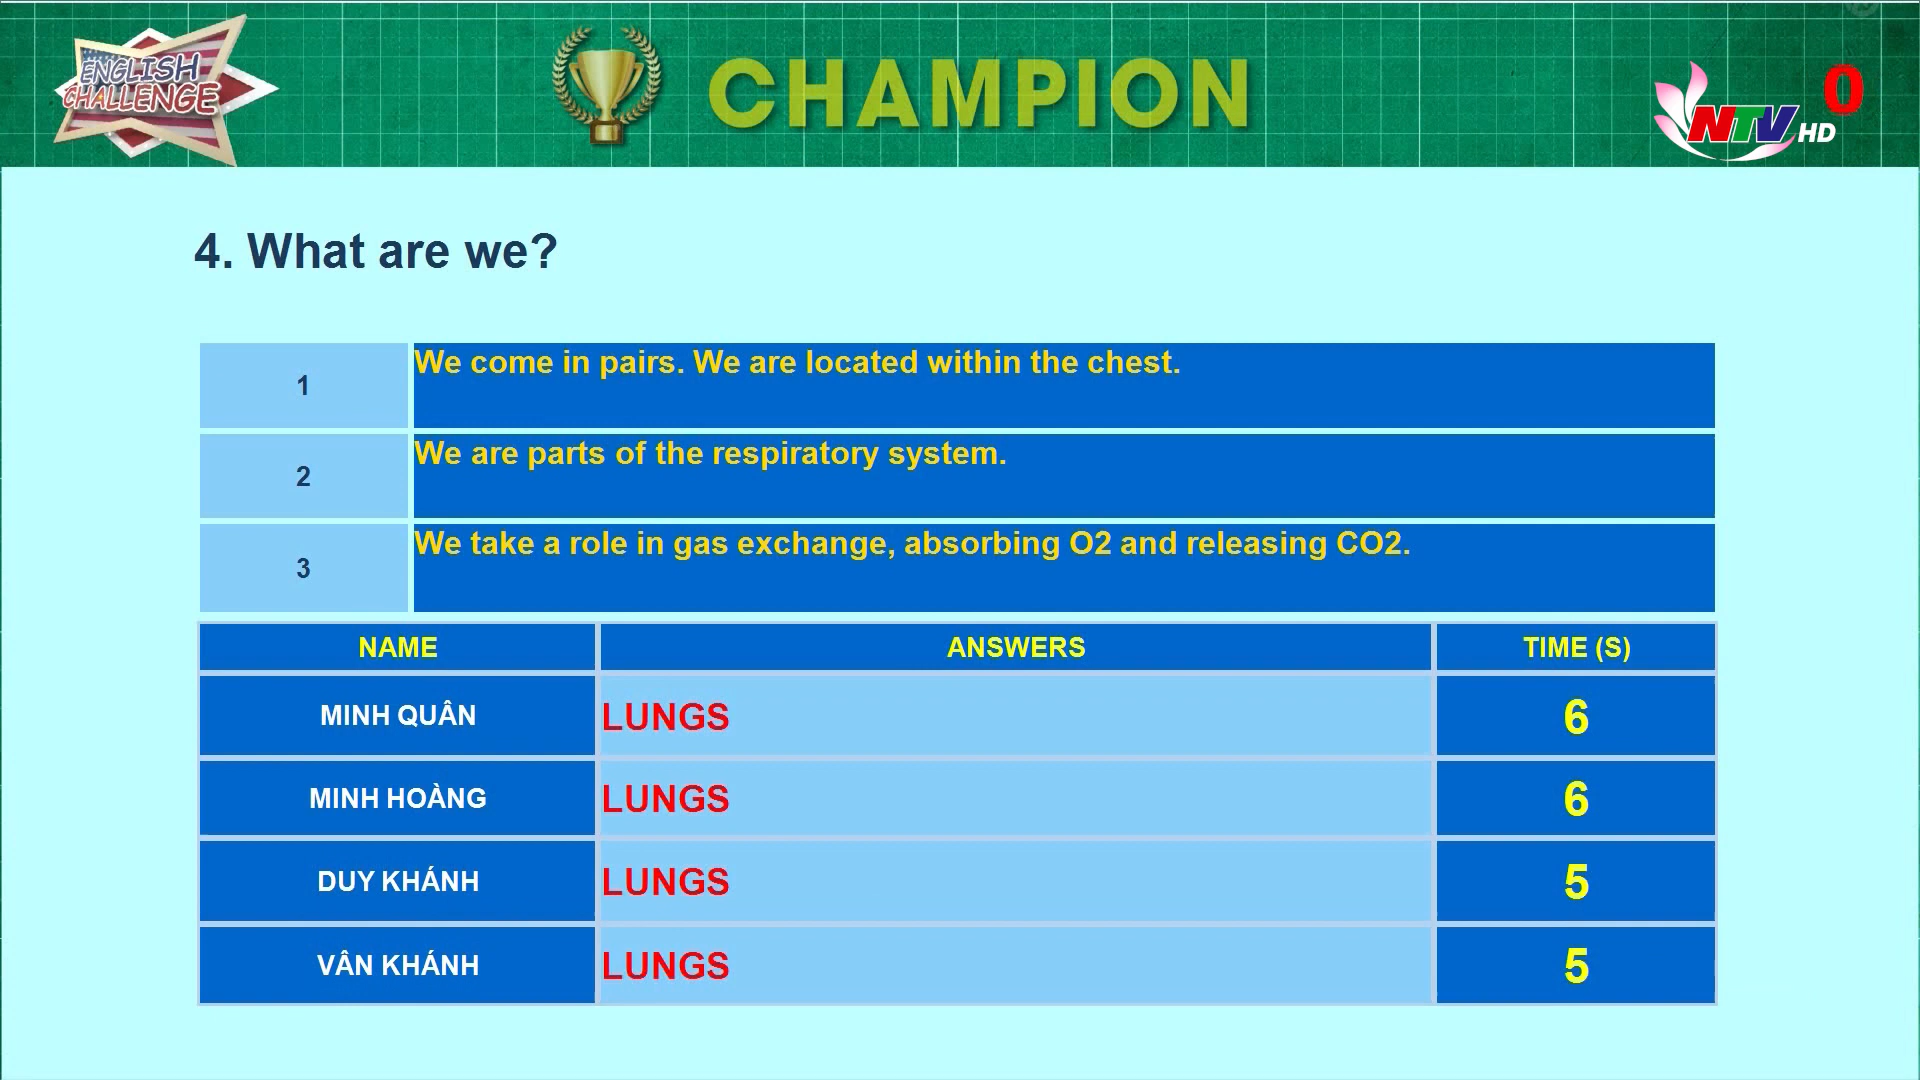 ENGLISH
CHALLENGE
CHAMPION
0
NTV HD
4. What are we?
1
We come in pairs. We are located within the chest.
2
We are parts of the respiratory system.
3
We take a role in gas exchange, absorbing O2 and releasing CO2.
NAME ANSWERS TIME (S)
MINH QUÂN LUNGS 6
MINH HOÀNG LUNGS 6
DUY KHÁNH LUNGS 5
VÂN KHÁNH LUNGS 5